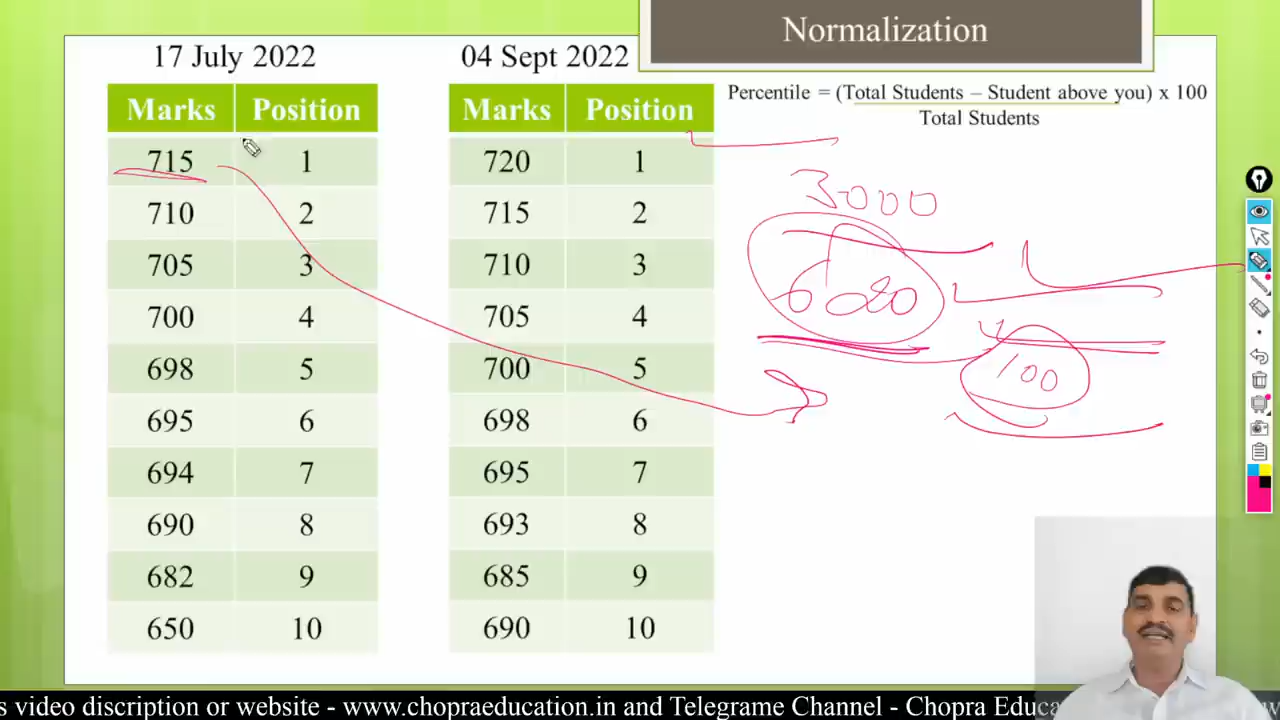 Normalization
17 July 2022
Marks Position
715 1
710 2
705 3
700 4
698 5
695 6
694 7
690 8
682 9
650 10
04 Sept 2022
Marks Position
720 1
715 2
710 3
705 4
700 5
698 6
695 7
693 8
685 9
690 10
Percentile = (Total Students – Student above you) x 100
Total Students
3000
100
s video discription or website - www.chopraeducation.in and Telegrame Channel - Chopra Educa